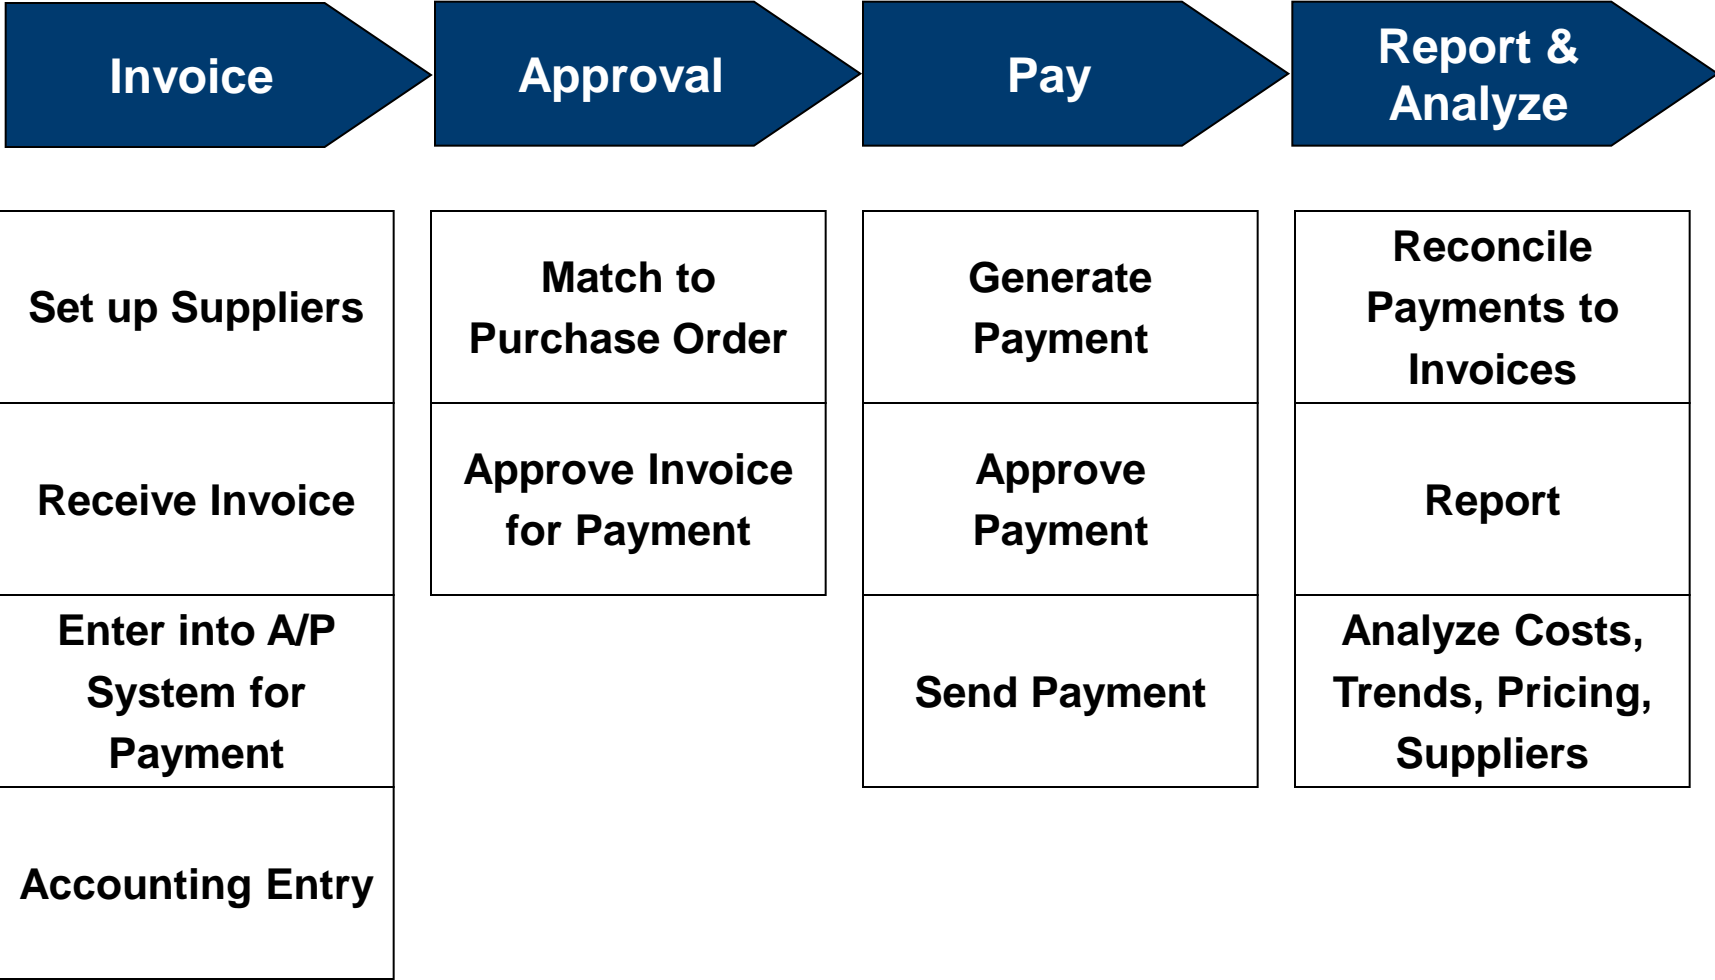 Invoice
Approval
Pay
Report &
Analyze
Set up Suppliers
Receive Invoice
Enter into A/P
System for
Payment
Accounting Entry
Match to
Purchase Order
Approve Invoice
for Payment
Generate
Payment
Approve
Payment
Send Payment
Reconcile
Payments to
Invoices
Report
Analyze Costs,
Trends, Pricing,
Suppliers